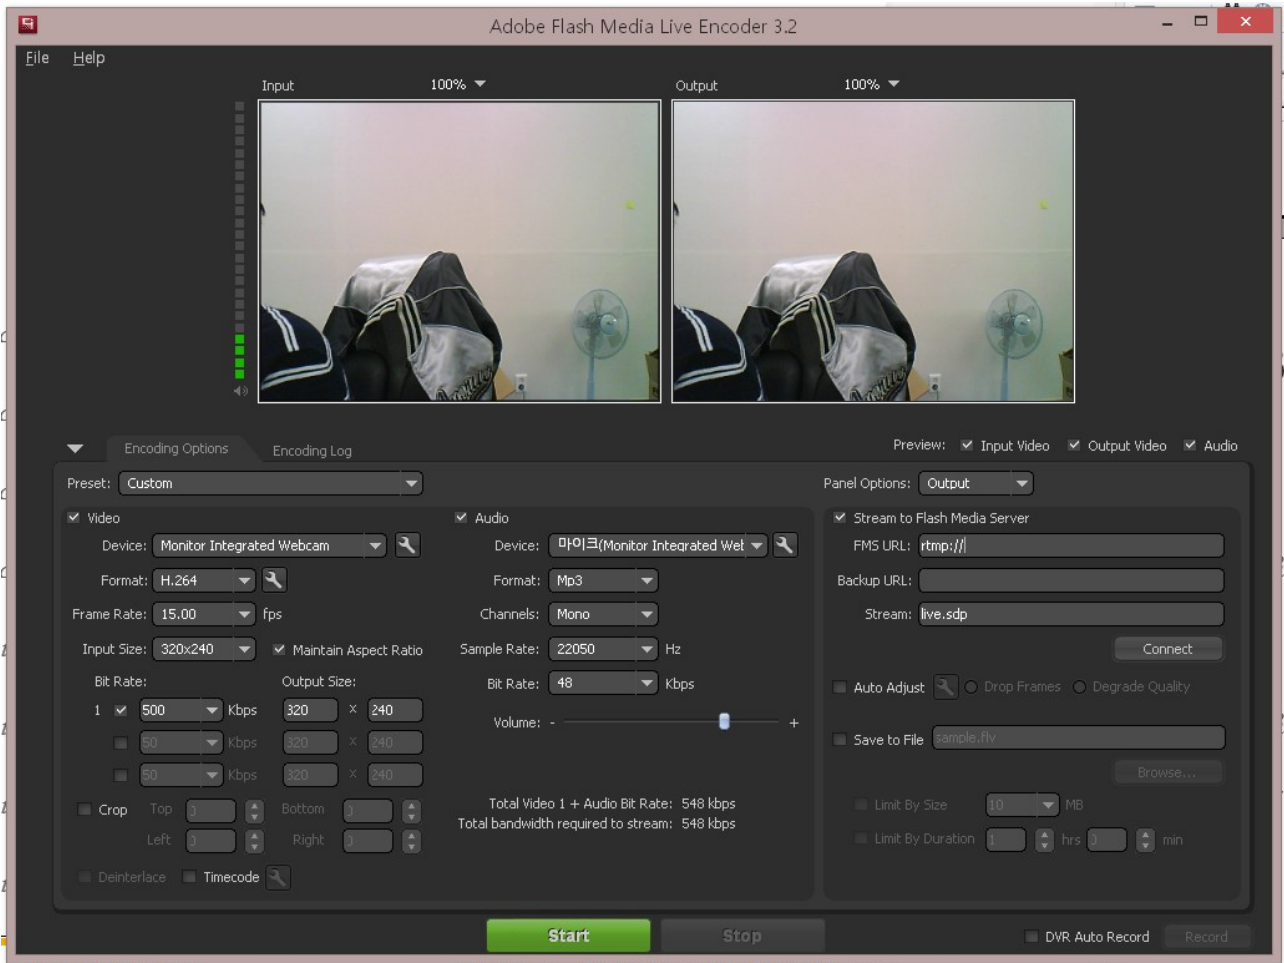 Adobe Flash Media Live Encoder 3.2
File Help
Input 100% Output 100%
Encoding Options Encoding Log Preview: Input Video Output Video Audio
Preset: Custom Panel Options: Output
Video Audio Stream to Flash Media Server
Device: Monitor Integrated Webcam Device: 마이크(Monitor Integrated Wel FMS URL: rtmp://
Format: H.264 Format: Mp3 Backup URL:
Frame Rate: 15.00 fps Channels: Mono Stream: live.sdp
Input Size: 320x240 Maintain Aspect Ratio Sample Rate: 22050 Hz Connect
Bit Rate: Output Size: Bit Rate: 48 Kbps Auto Adjust Drop Frames Degrade Quality
1 500 Kbps 320 x 240 Volume: - +
50 Kbps 320 x 240 Save to File sample.flv
50 Kbps 320 x 240 Browse...
Crop Top Bottom Total Video 1 + Audio Bit Rate: 548 kbps Limit By Size 10 MB
Left Right Total bandwidth required to stream: 548 kbps Limit By Duration 1 hrs min
Deinterlace Timecode
Start Stop DVR Auto Record Record